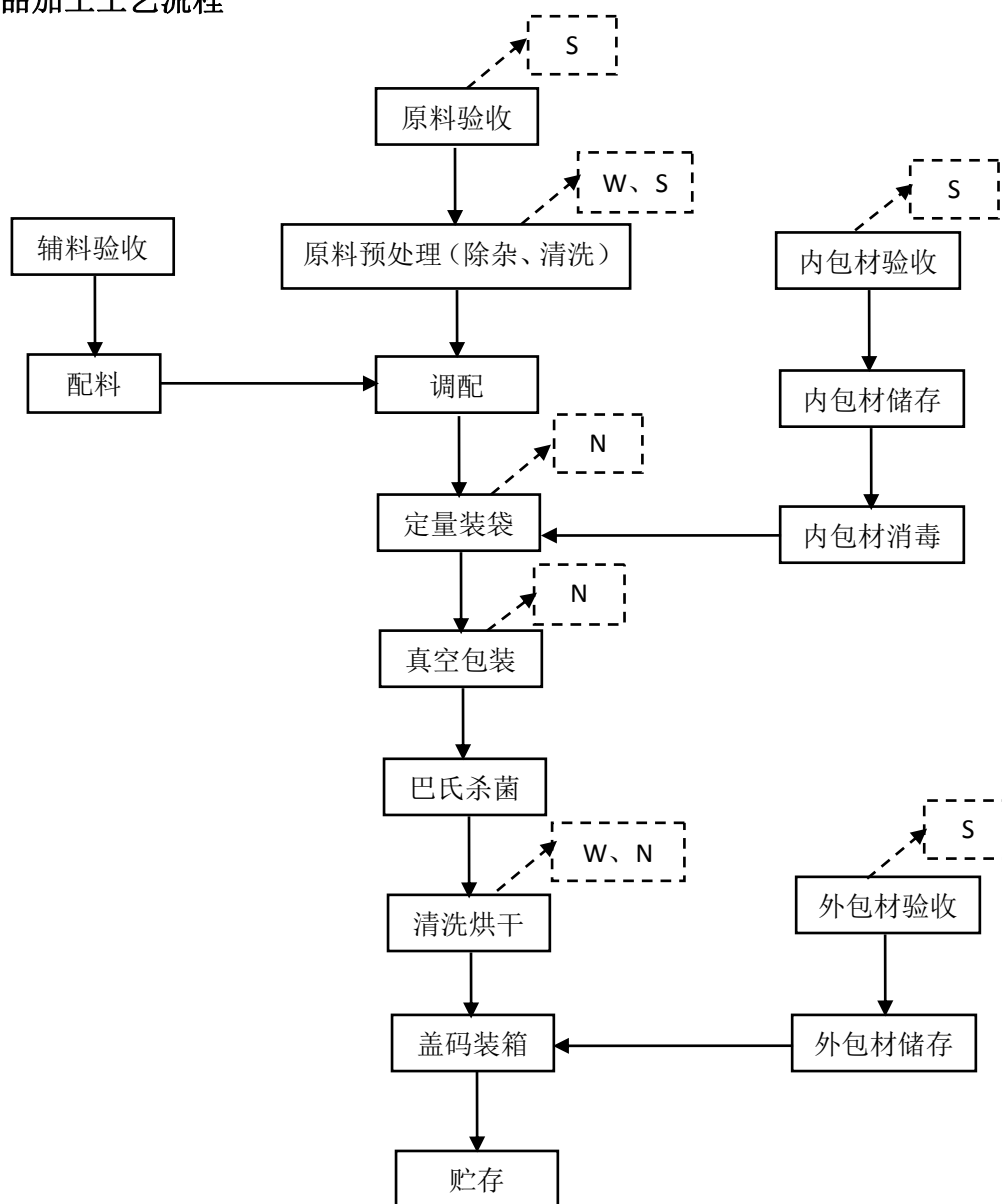 品加工工艺流程
S
原料验收
W、S
S
辅料验收
原料预处理（除杂、清洗）
内包材验收
配料
调配
内包材储存
N
定量装袋
内包材消毒
N
真空包装
巴氏杀菌
S
W、N
外包材验收
清洗烘干
盖码装箱
外包材储存
贮存